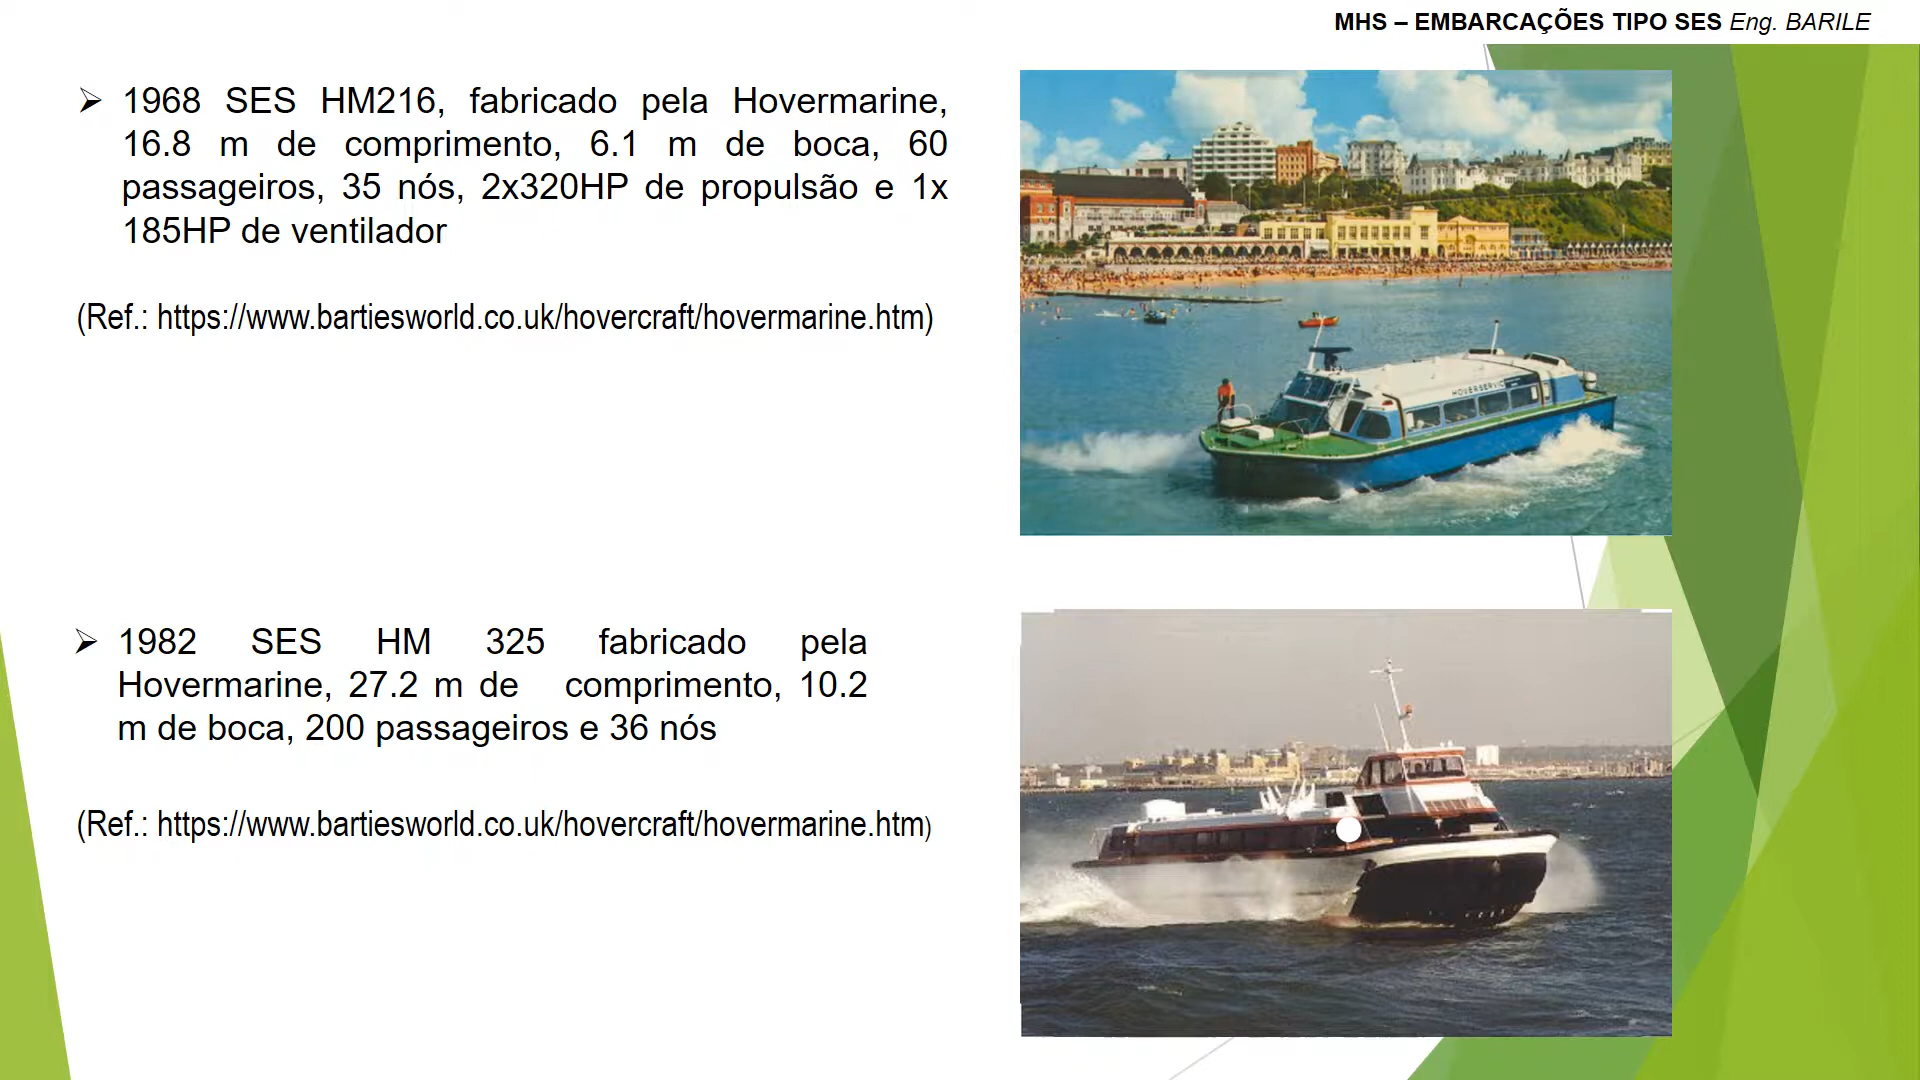 MHS – EMBARCAÇÕES TIPO SES Eng. BARILE
➢ 1968 SES HM216, fabricado pela Hovermarine,
16.8 m de comprimento, 6.1 m de boca, 60
passageiros, 35 nós, 2x320HP de propulsão e 1x
185HP de ventilador
(Ref.: https://www.bartiesworld.co.uk/hovercraft/hovermarine.htm)
➢ 1982 SES HM 325 fabricado pela
Hovermarine, 27.2 m de comprimento, 10.2
m de boca, 200 passageiros e 36 nós
(Ref.: https://www.bartiesworld.co.uk/hovercraft/hovermarine.htm)